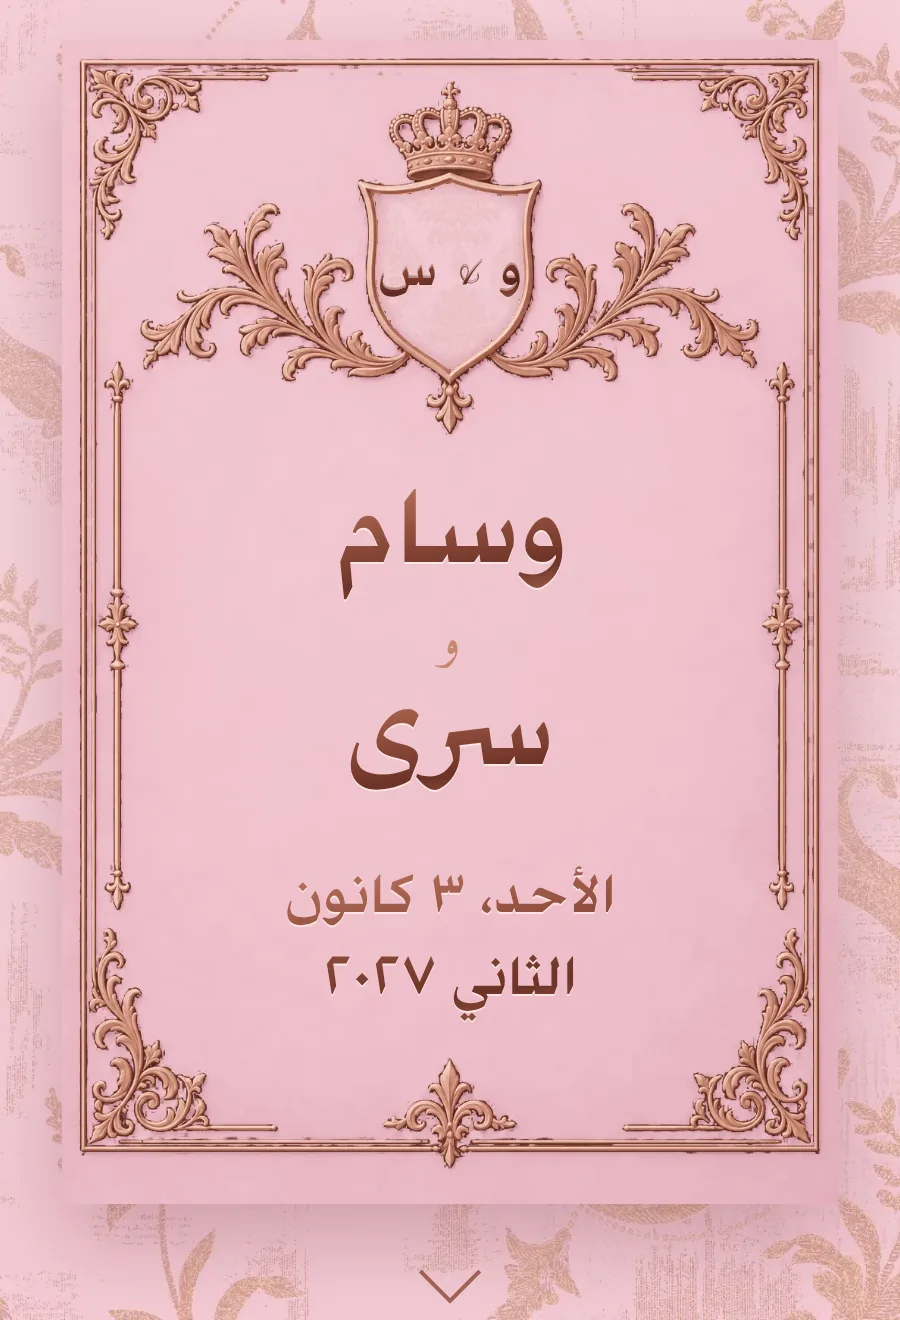 و & س
وسام
و
سرى
الأحد، ٣ كانون
الثاني ٢٠٢٧